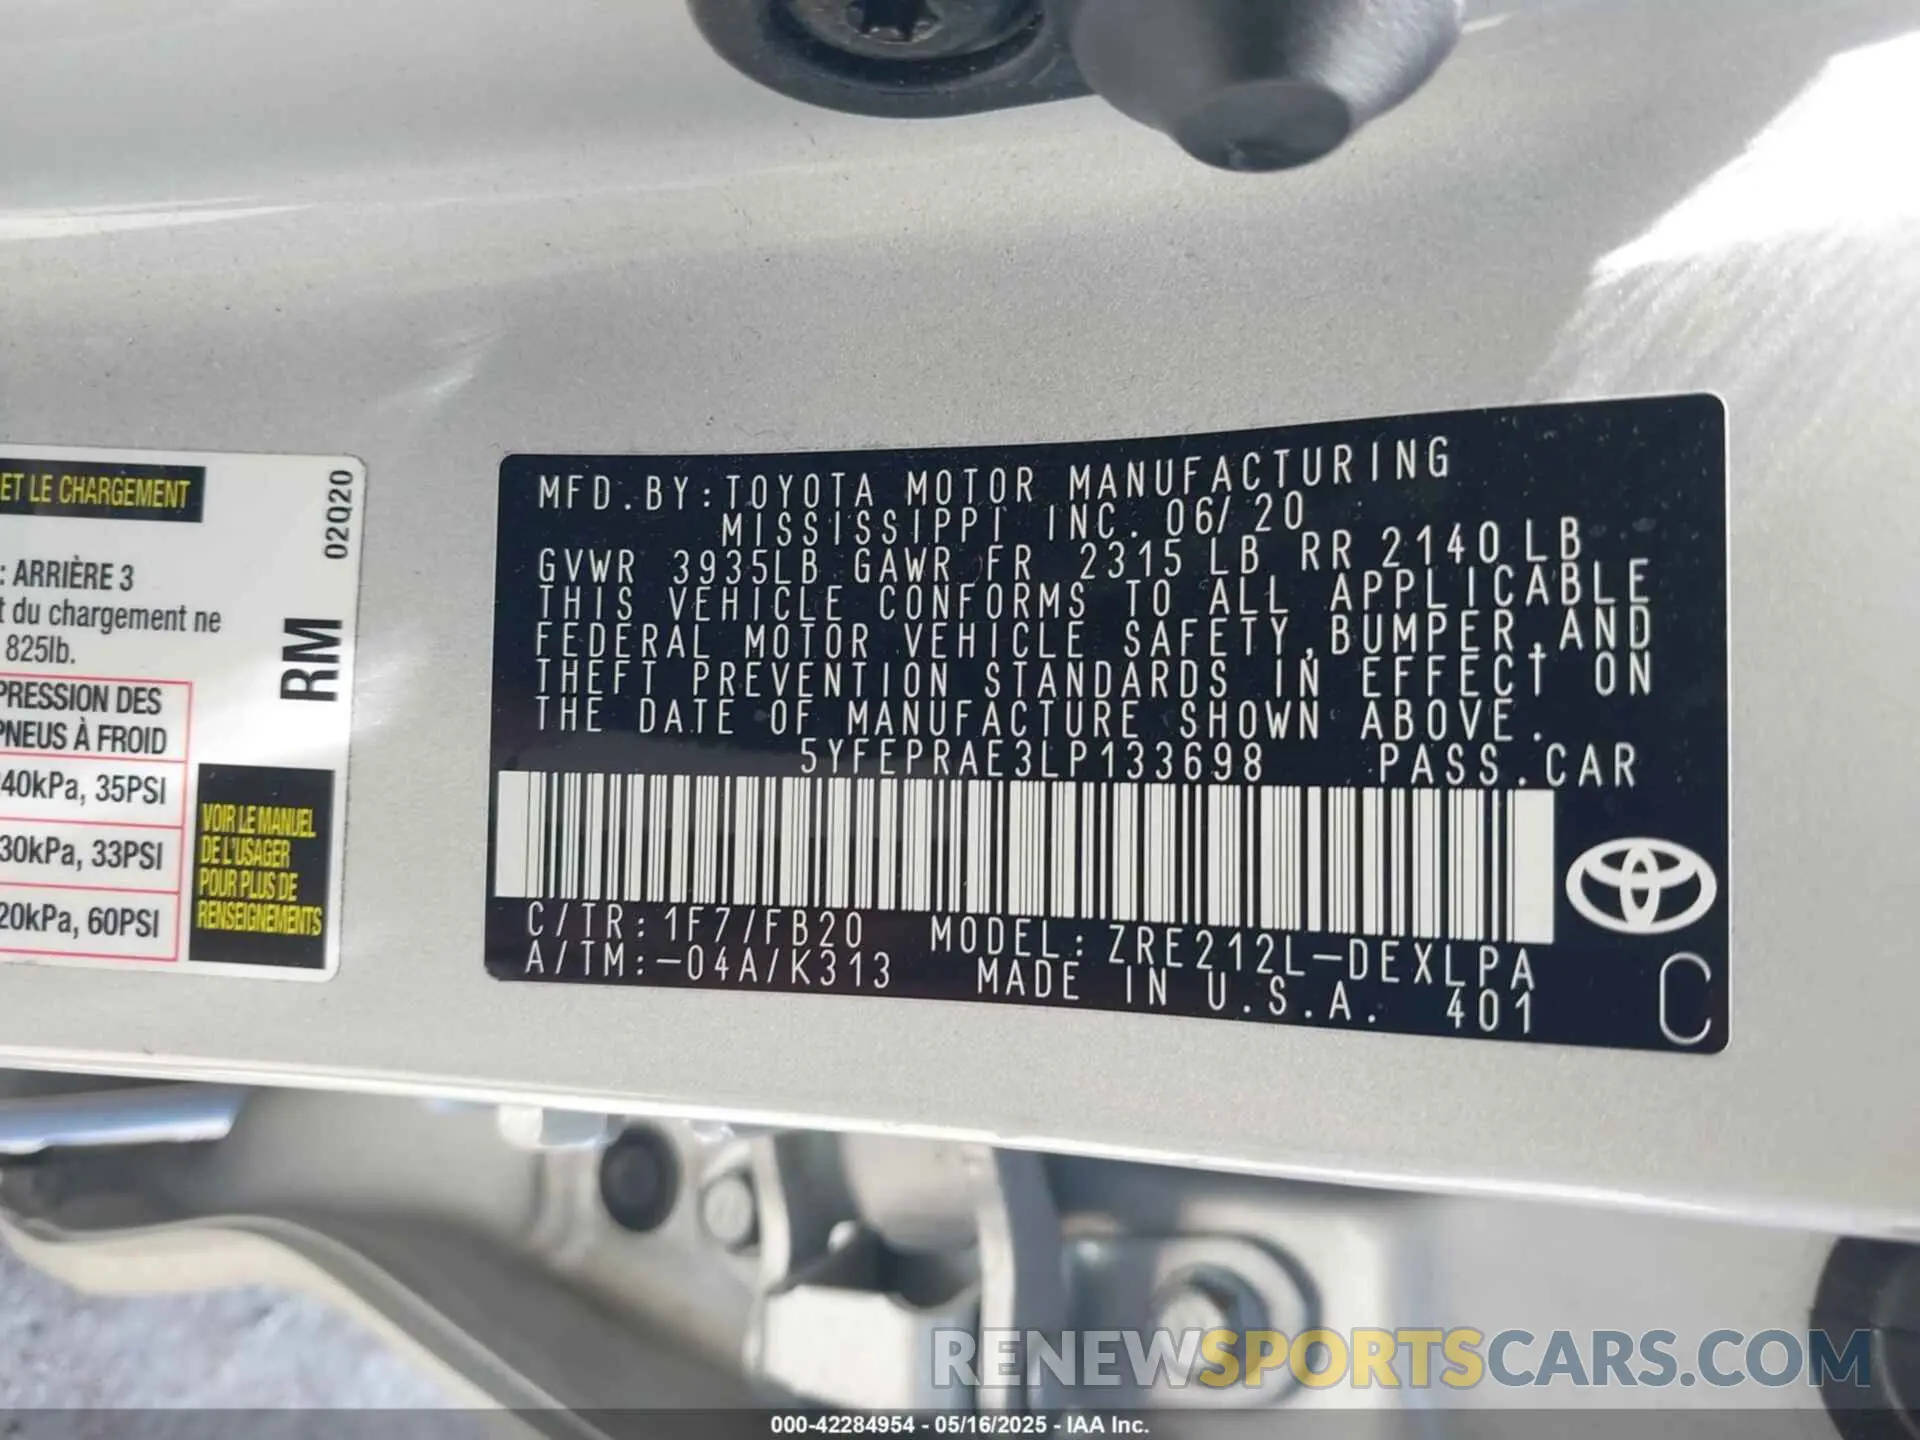 ET LE CHARGEMENT
02Q20
: ARRIÈRE 3
t du chargement ne
825lb.
RM
PRESSION DES
PNEUS À FROID
40kPa, 35PSI
30kPa, 33PSI
20kPa, 60PSI
VOIR LE MANUEL
DE L'USAGER
POUR PLUS DE
RENSEIGNEMENTS
MFD.BY:TOYOTA MOTOR MANUFACTURING
MISSISSIPPI INC. 06/20
GVWR 3935LB GAWR FR 2315LB RR 2140LB
THIS VEHICLE CONFORMS TO ALL APPLICABLE
FEDERAL MOTOR VEHICLE SAFETY,BUMPER,AND
THEFT PREVENTION STANDARDS IN EFFECT ON
THE DATE OF MANUFACTURE SHOWN ABOVE.
5YFEPRAE3LP133698 PASS.CAR
C/TR:1F7/FB20 MODEL:ZRE212L-DEXLPA
A/TM:-04A/K313 MADE IN U.S.A. 401
C
RENEWSPORTSCARS.COM
000-42284954 - 05/16/2025 - IAA Inc.